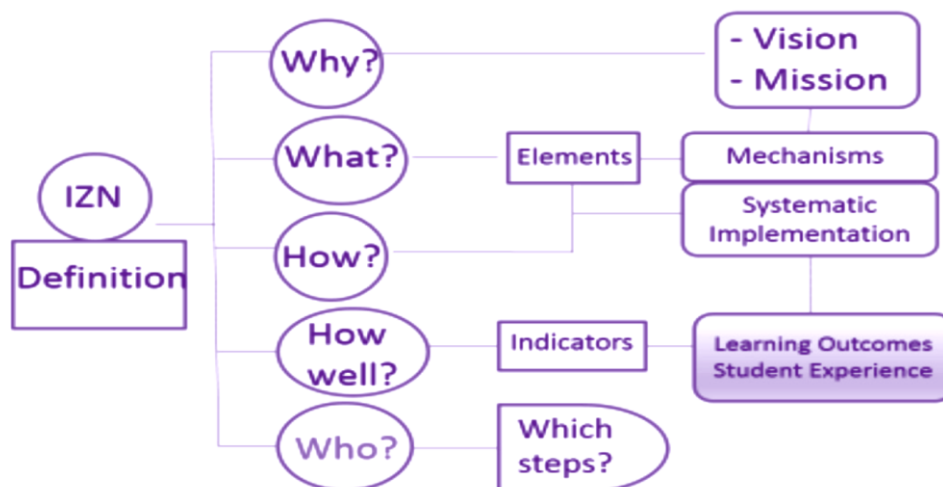 IZN
Definition
Why?
- Vision
- Mission
What?
Elements
Mechanisms
How?
Systematic
Implementation
How
well?
Indicators
Learning Outcomes
Student Experience
Who?
Which
steps?